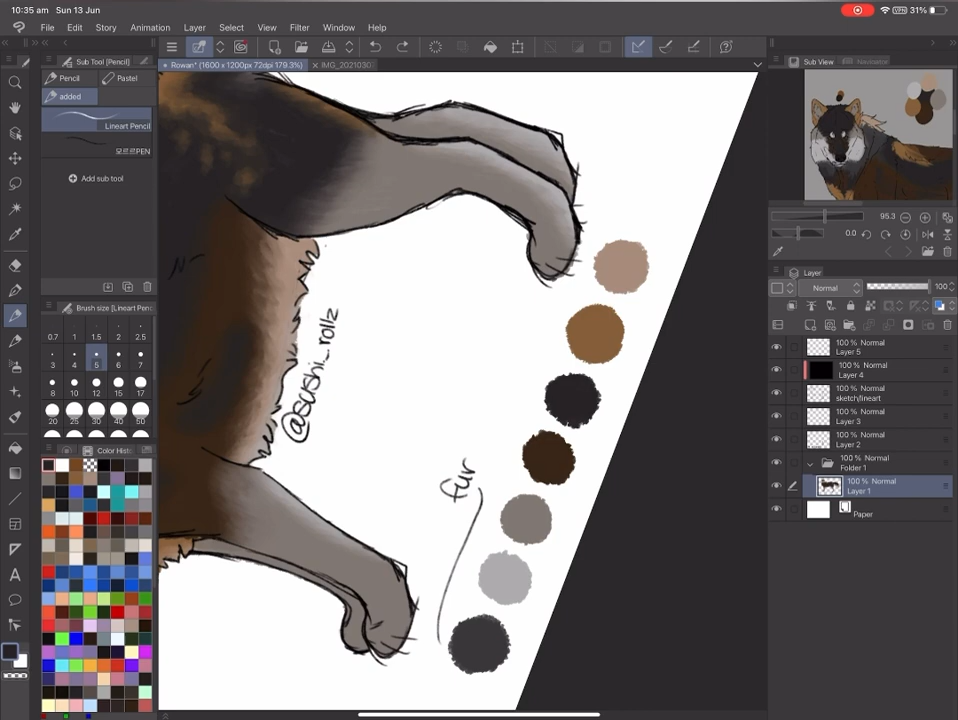 10:35 am Sun 13 Jun
VPN 31%
File Edit Story Animation Layer Select View Filter Window Help
Sub Tool [Pencil]
Pencil
Pastel
added
Lineart Pencil
모르르PEN
Add sub tool
Brush size [Lineart Penc
0.7 1 1.5 2 2.5
3 4 5 6 7
8 10 12 15 17
20 25 30 40 50
Color Hist
Rowan* (1600 x 1200px 72dpi 179.3%)
IMG_20210303
@sushi_rollz
fur
Sub View
Navigator
95.3
0.0
Layer
Normal
100
100 % Normal
Layer 5
100 % Normal
Layer 4
100 % Normal
sketch/lineart
100 % Normal
Layer 3
100 % Normal
Layer 2
100 % Normal
Folder 1
100 % Normal
Layer 1
Paper